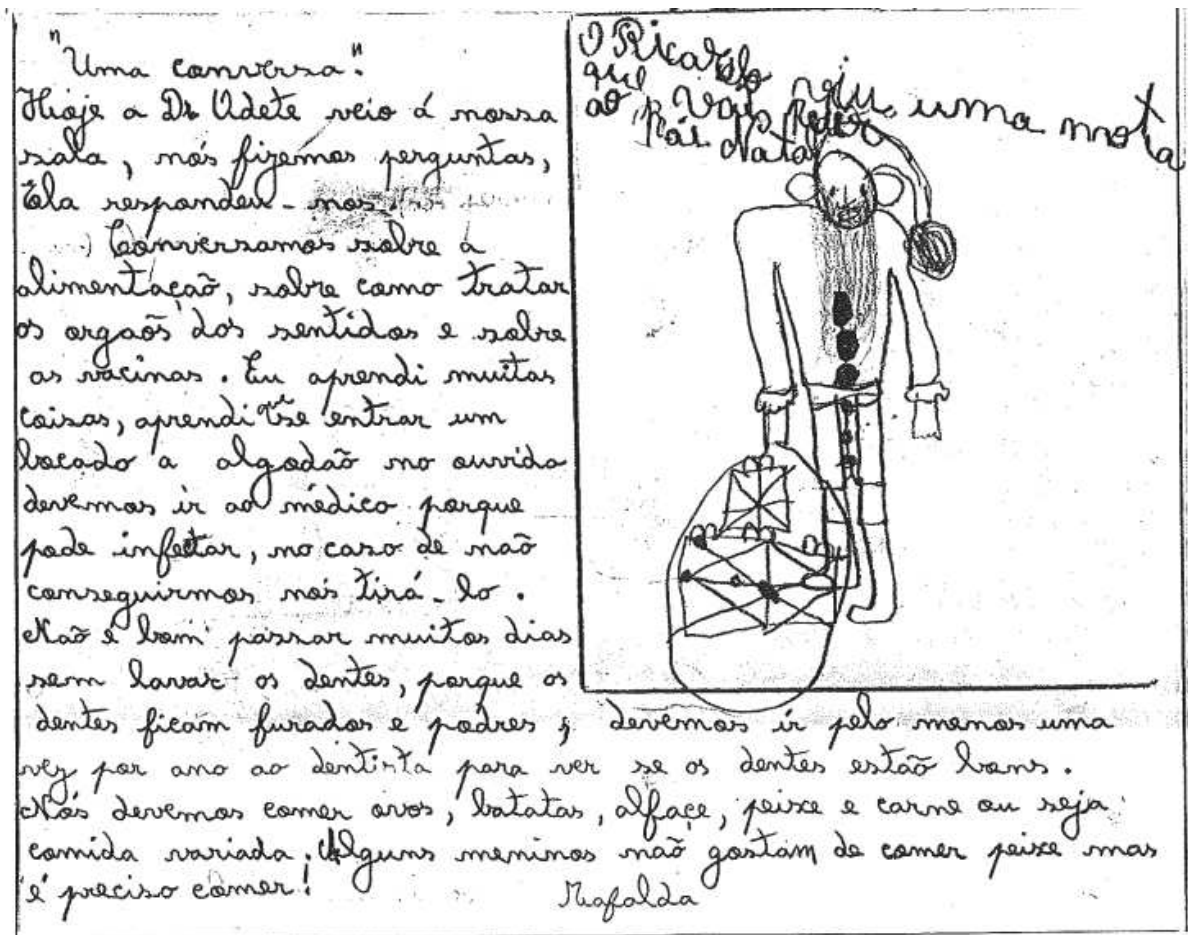 "Uma conversa".
Hoje a Dr Odete veio á nossa
sala, nós fizemos perguntas,
Ela respondeu-nos.
Conversamos sobre a
alimentação, sobre como tratar
os orgaõs dos sentidos e sobre
as vacinas. Eu aprendi muitas
coisas, aprendi que se entrar um
bocado a algodaõ no ouvido
devemos ir ao médico porque
pode infectar, no caso de naõ
conseguirmos nós tirá-lo.
Naõ é bom passar muitos dias
sem lavar os dentes, porque os
dentes ficam furados e podres; devemos ir pelo menos uma
vez por ano ao dentista para ver se os dentes estaõ bons.
Nós devemos comer ovos, batatas, alfaçe, peixe e carne ou seja
comida variada. Alguns meninos naõ gostam de comer peixe mas
é preciso comer!
Mafalda
O Ricardo viu uma mota
que vais pedir
ao Pai Natal